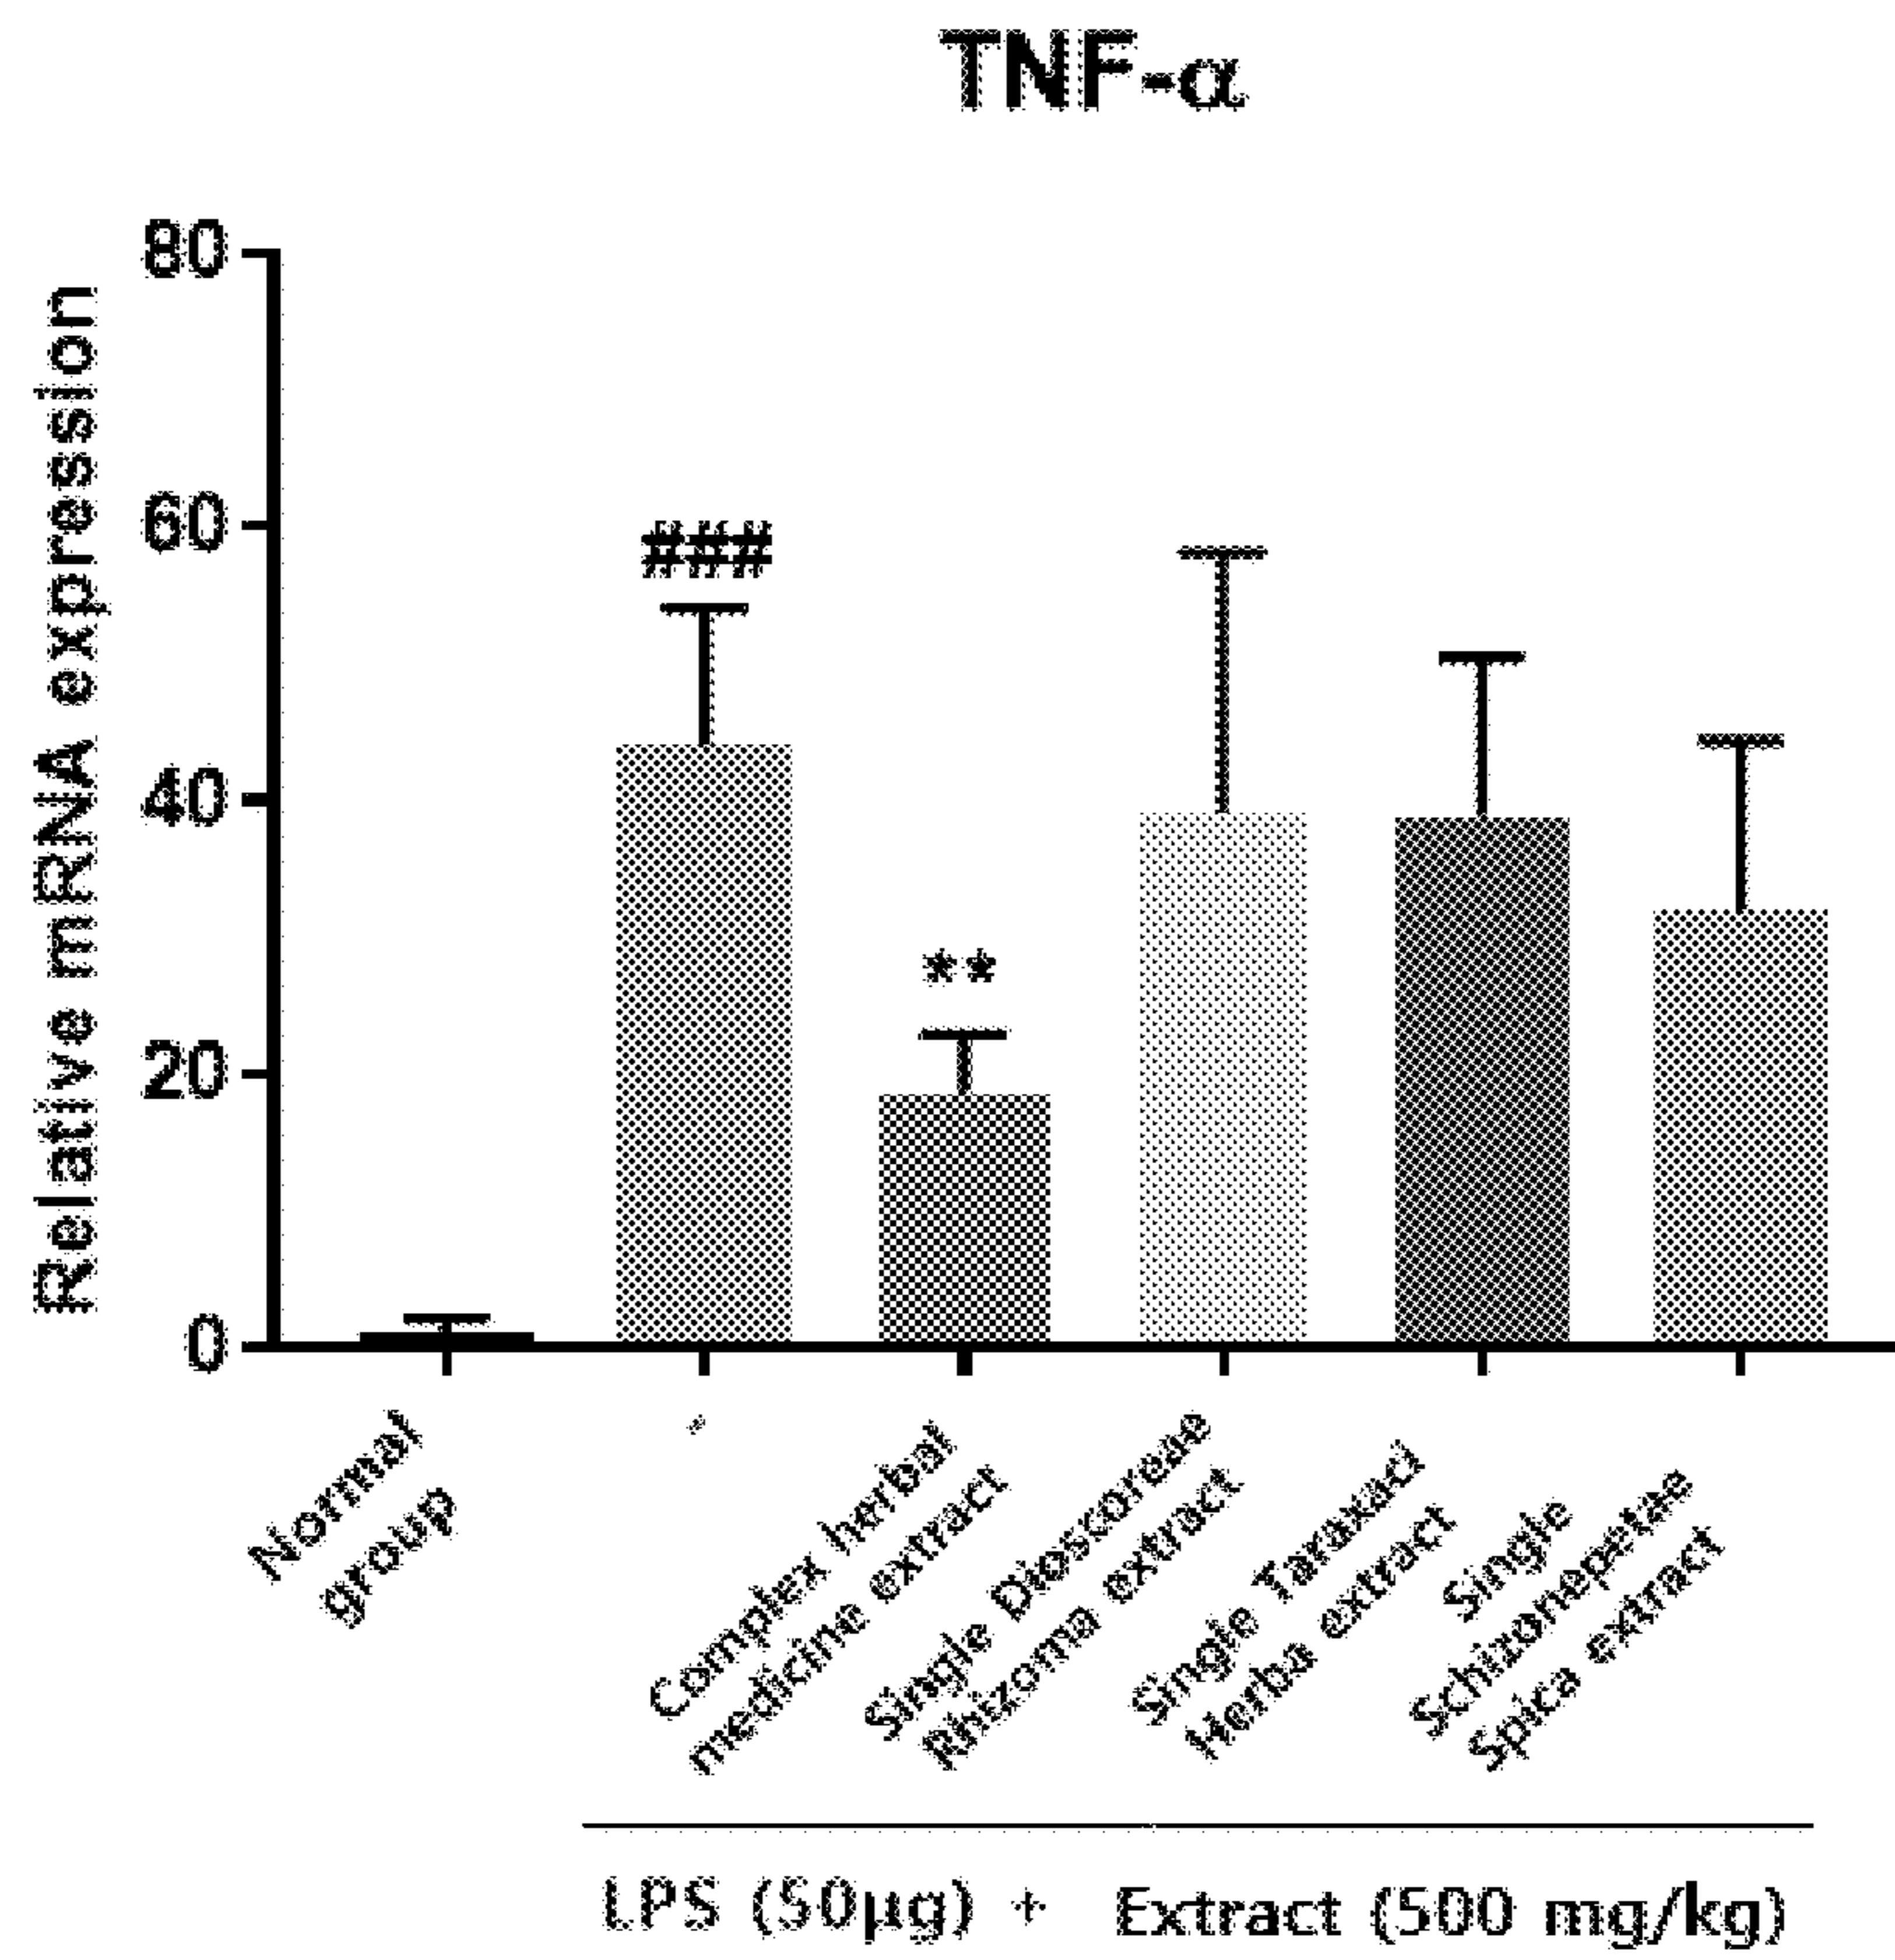 TNF-α
Relative mRNA expression
80
60
40
20
0
###
**
Normal
group
-
Complex herbal
medicine extract
Single Dioscoreae
Rhizoma extract
Single Taraxaci
Herba extract
Single
Schizonepetae
Spica extract
LPS (50µg) + Extract (500 mg/kg)